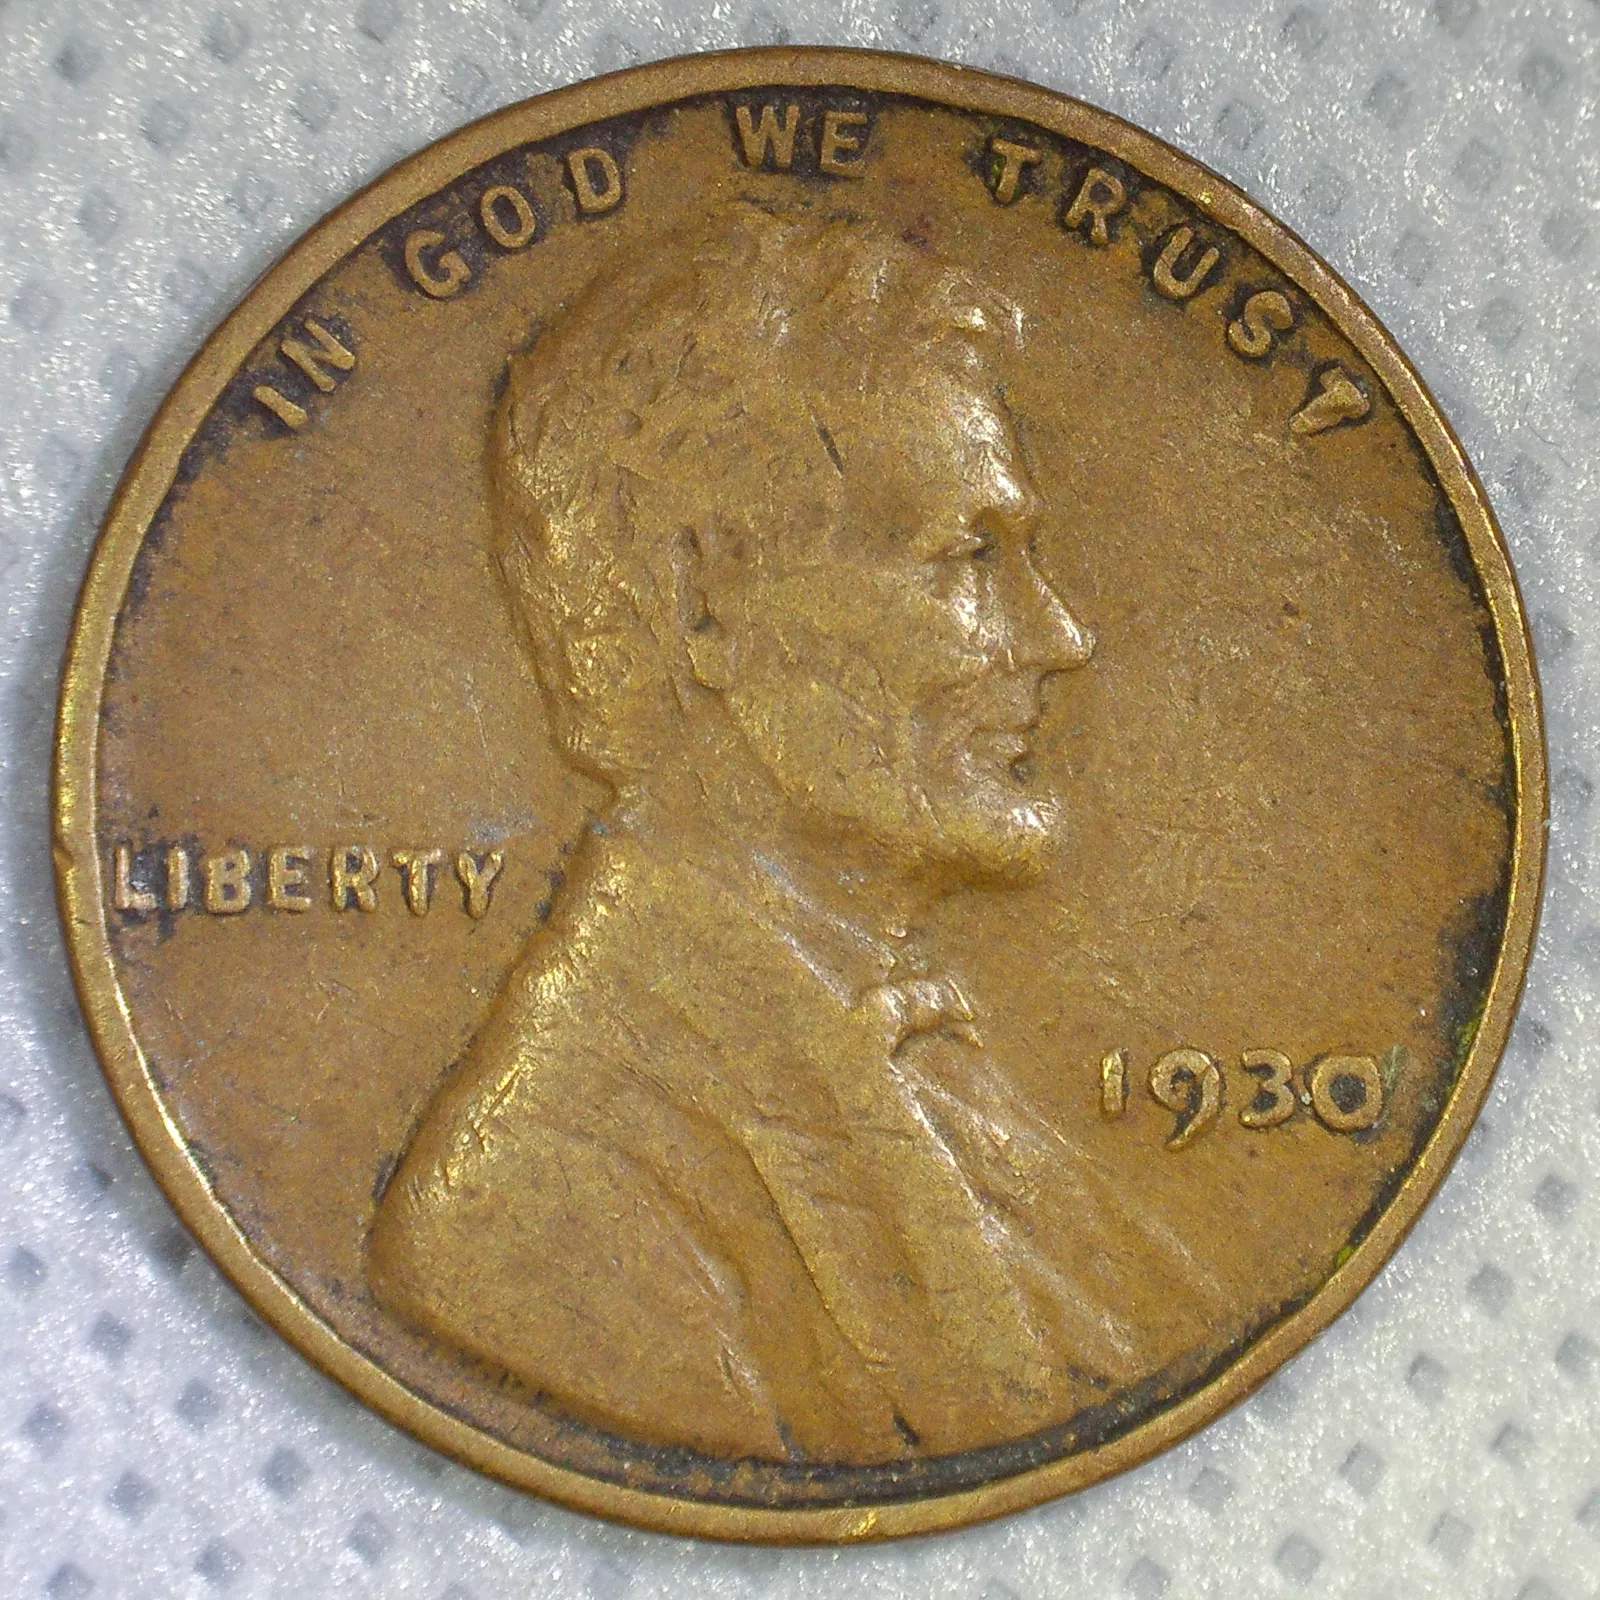 IN GOD WE TRUST
LIBERTY
1930